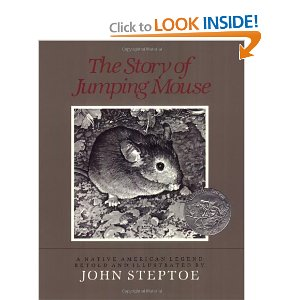 Click to LOOK INSIDE!
The Story of
Jumping Mouse
A NATIVE AMERICAN LEGEND
RETOLD AND ILLUSTRATED BY
JOHN STEPTOE